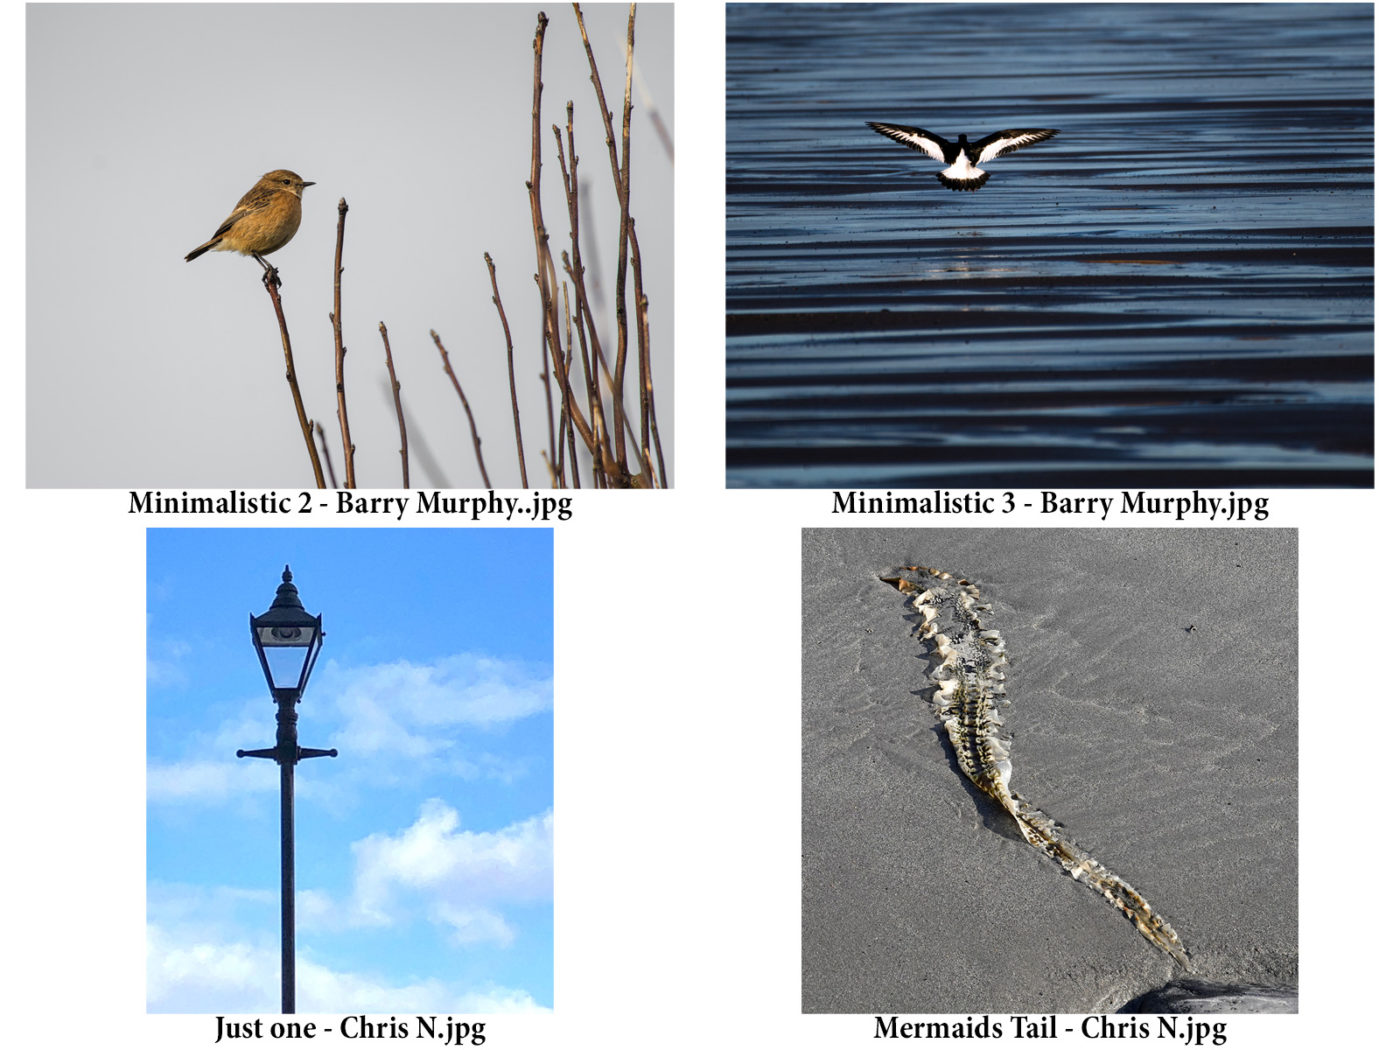 Minimalistic 2 - Barry Murphy..jpg
Minimalistic 3 - Barry Murphy.jpg
Just one - Chris N.jpg
Mermaids Tail - Chris N.jpg